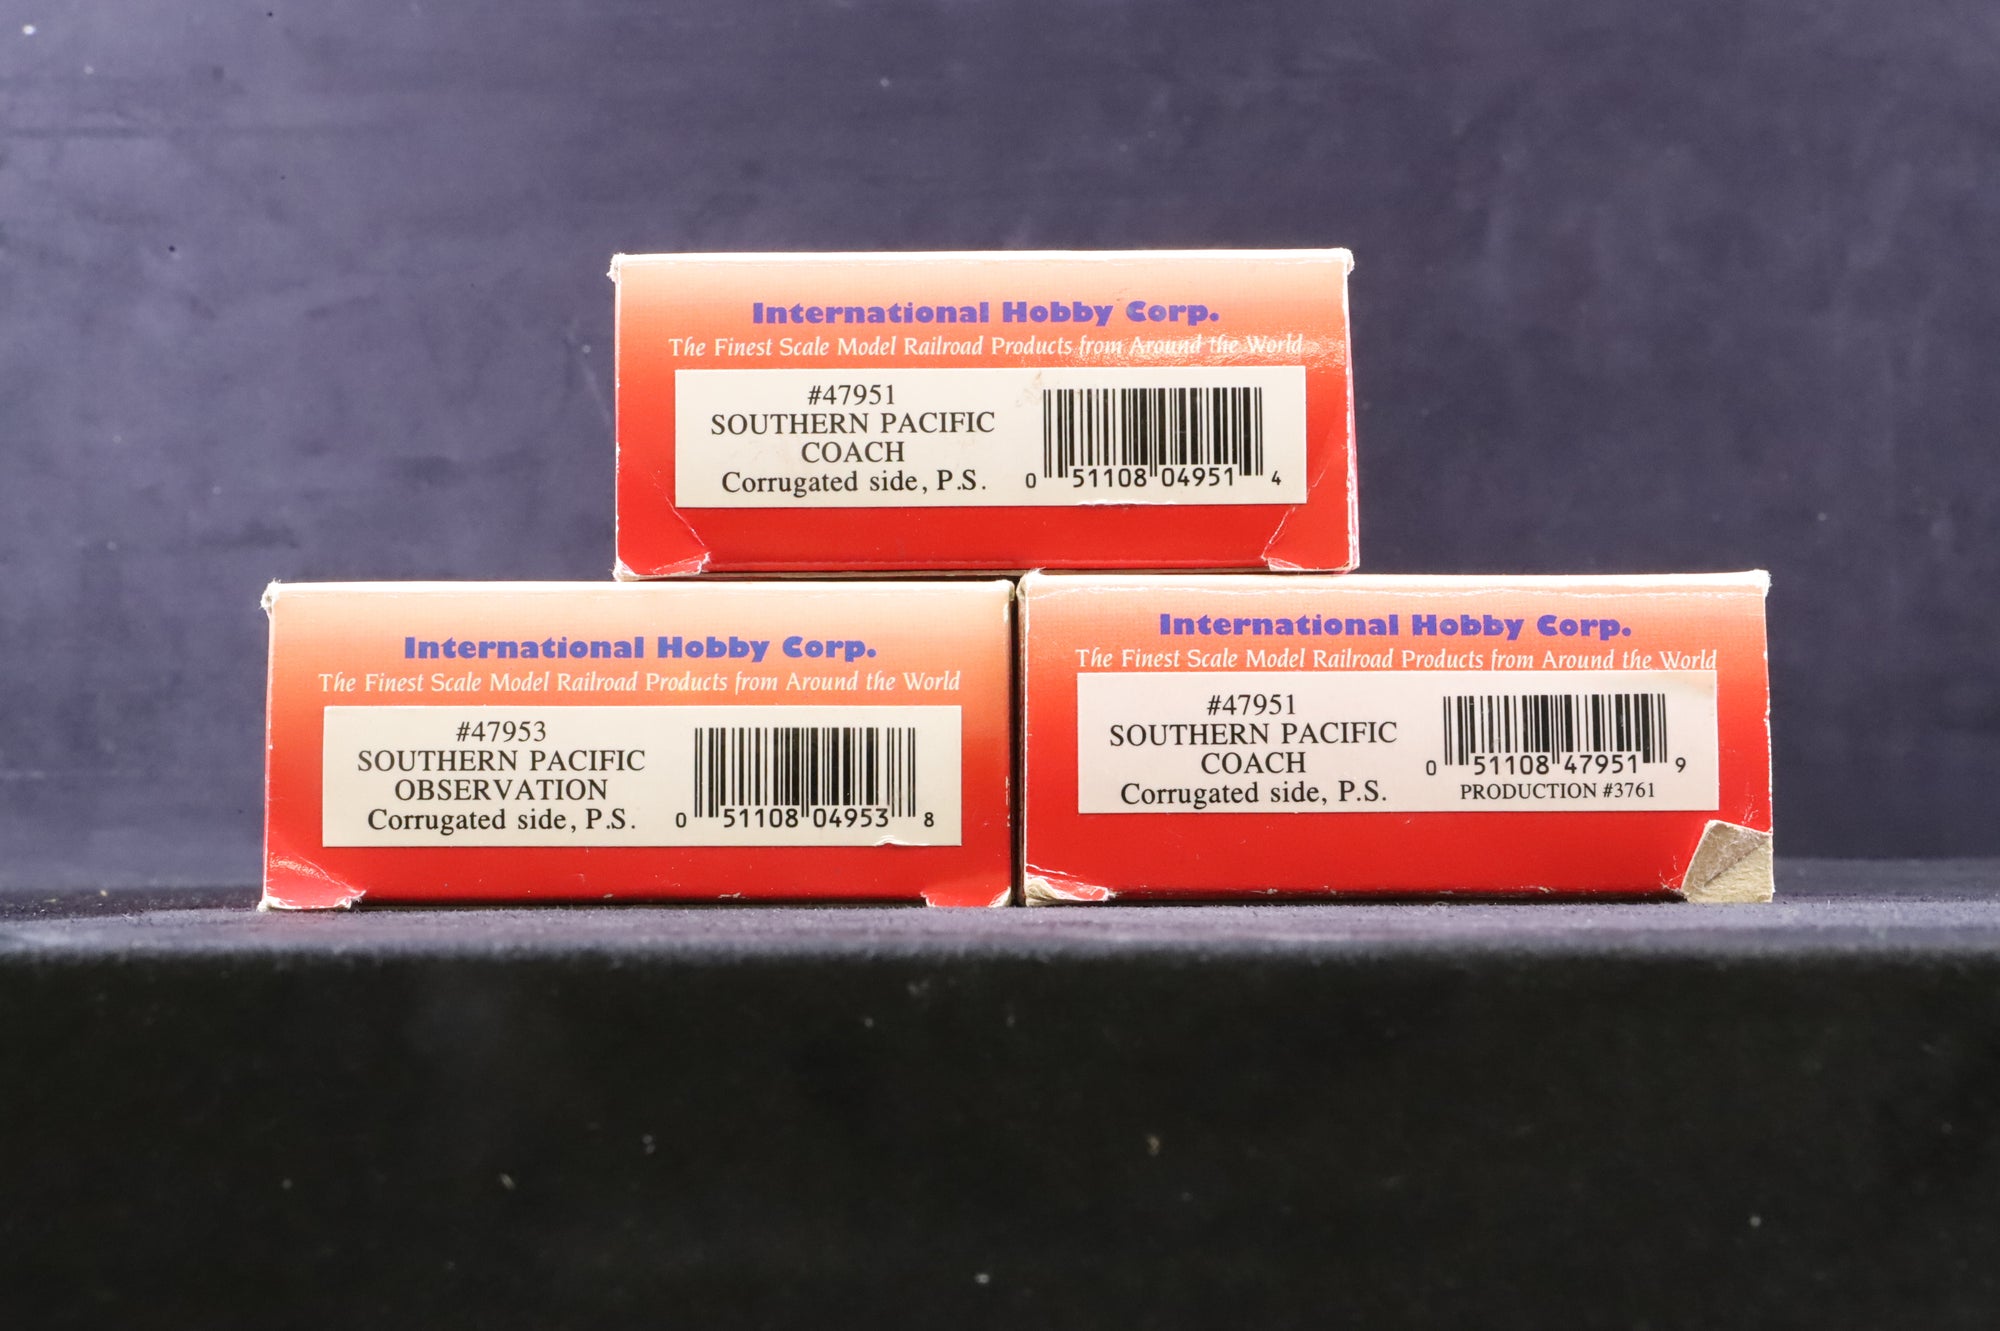 International Hobby Corp.
The Finest Scale Model Railroad Products from Around the World
#47951
SOUTHERN PACIFIC
COACH
Corrugated side, P.S.
0 51108 04951 4
International Hobby Corp.
The Finest Scale Model Railroad Products from Around the World
#47953
SOUTHERN PACIFIC
OBSERVATION
Corrugated side, P.S.
0 51108 04953 8
International Hobby Corp.
The Finest Scale Model Railroad Products from Around the World
#47951
SOUTHERN PACIFIC
COACH
Corrugated side, P.S.
0 51108 47951 9
PRODUCTION #3761